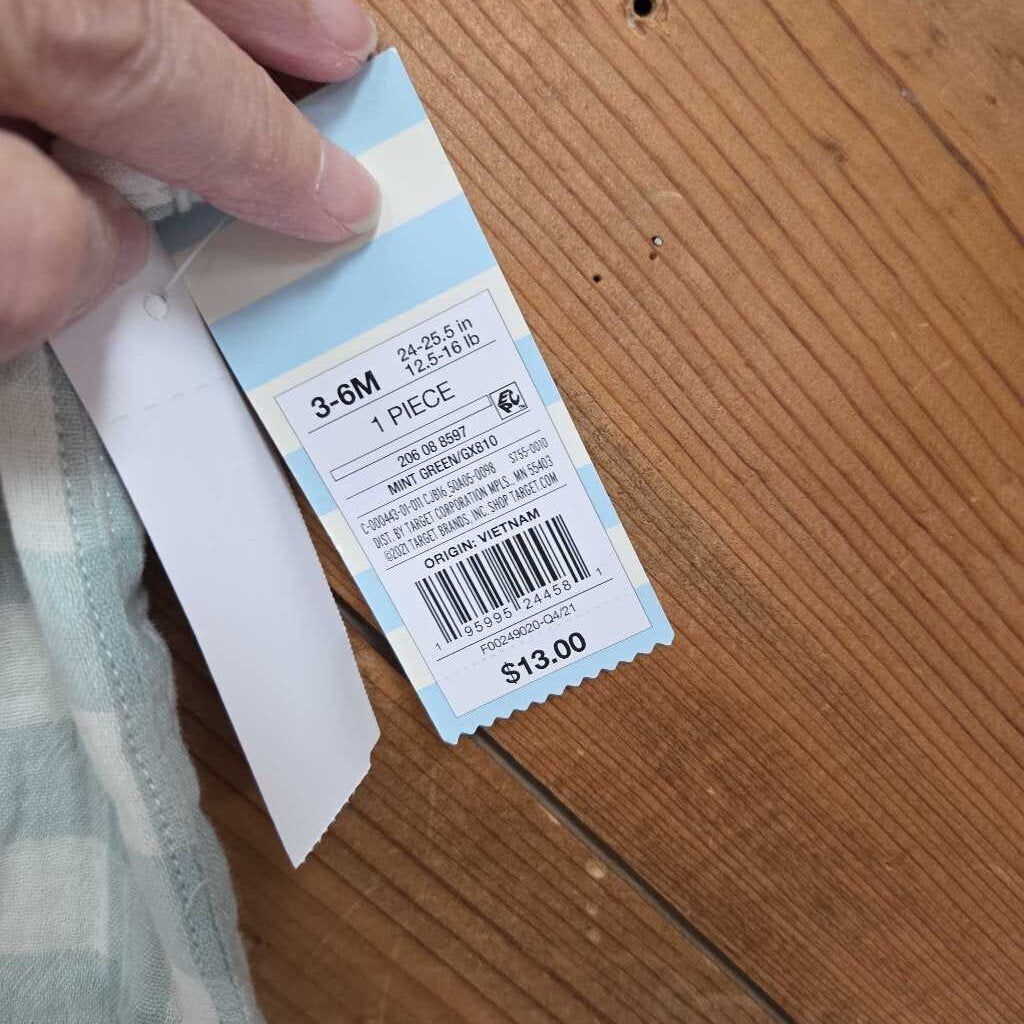 3-6M
24-25.5 in
12.5-16 lb
1 PIECE
206 08 8597
MINT GREEN/GX810
C-000443-01-011 CJB16_50A05-0098 ST55-0010
DIST. BY TARGET CORPORATION MPLS., MN 55403
©2021 TARGET BRANDS, INC. SHOP TARGET.COM
ORIGIN: VIETNAM
1 95995 24458 1
F00249020-Q4/21
$13.00